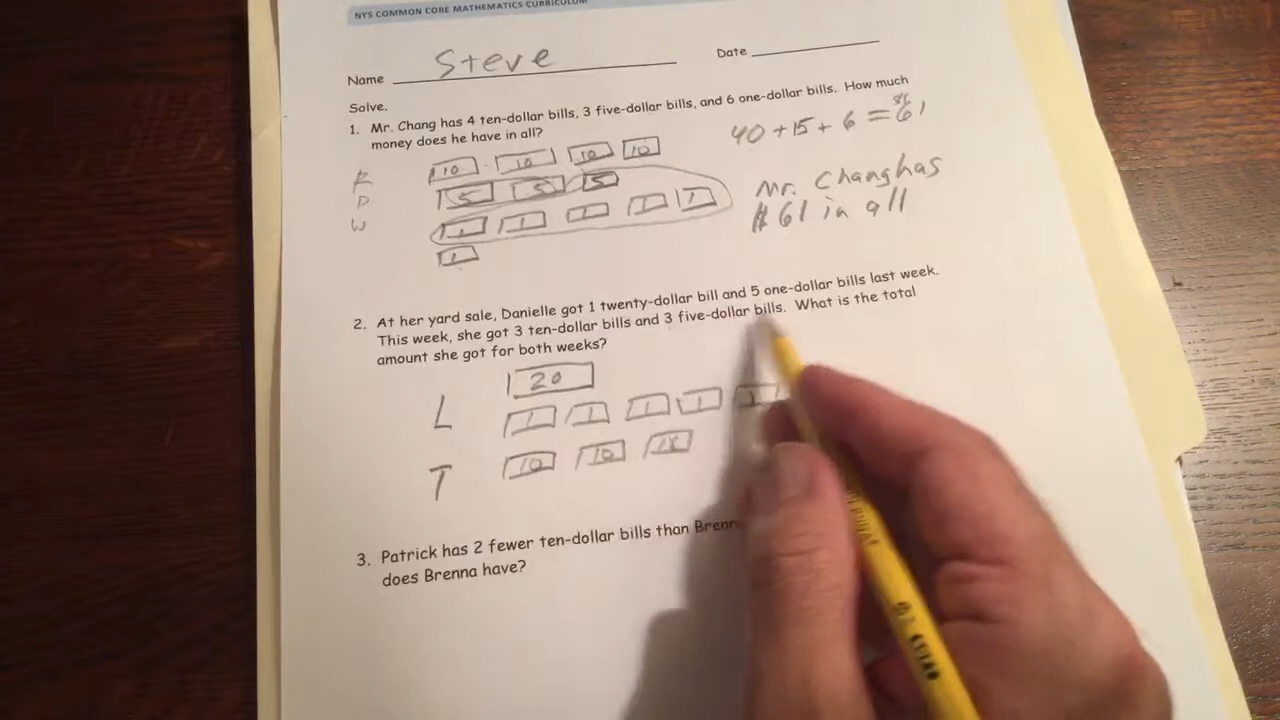 NYS COMMON CORE MATHEMATICS CURRICULUM
Name Steve Date
Solve.
1. Mr. Chang has 4 ten-dollar bills, 3 five-dollar bills, and 6 one-dollar bills. How much
money does he have in all?
40 + 15 + 6 = 61
R
D
W
10 10 10 10
5 5 5
1 1 1 1 1
1
Mr. Chang has
$61 in all
2. At her yard sale, Danielle got 1 twenty-dollar bill and 5 one-dollar bills last week.
This week, she got 3 ten-dollar bills and 3 five-dollar bills. What is the total
amount she got for both weeks?
L 20
1 1 1 1 1
T 10 10 10
3. Patrick has 2 fewer ten-dollar bills than
does Brenna have?